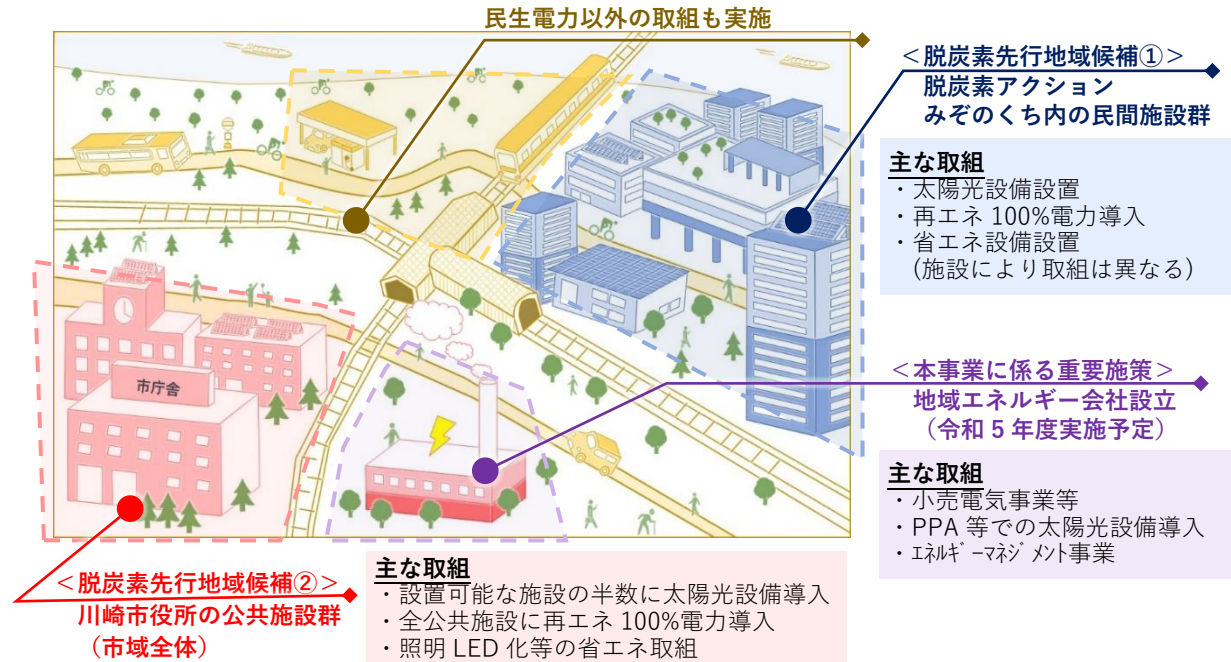 民生電力以外の取組も実施
＜脱炭素先行地域候補①＞
脱炭素アクション
みぞのくち内の民間施設群
主な取組
・太陽光設備設置
・再エネ 100%電力導入
・省エネ設備設置
(施設により取組は異なる)
＜本事業に係る重要施策＞
地域エネルギー会社設立
（令和 5 年度実施予定）
主な取組
・小売電気事業等
・PPA 等での太陽光設備導入
・ｴﾈﾙｷﾞｰﾏﾈｼﾞﾒﾝﾄ事業
市庁舎
＜脱炭素先行地域候補②＞
川崎市役所の公共施設群
（市域全体）
主な取組
・設置可能な施設の半数に太陽光設備導入
・全公共施設に再エネ 100%電力導入
・照明 LED 化等の省エネ取組